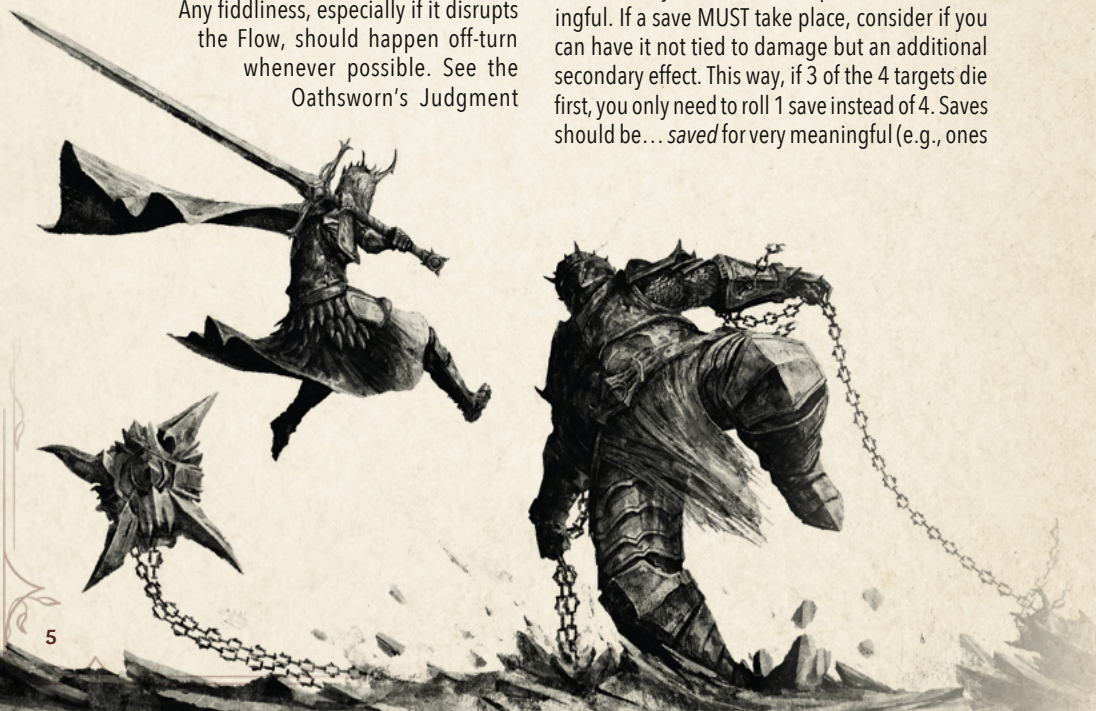 Any fiddliness, especially if it disrupts
the Flow, should happen off-turn
whenever possible. See the
Oathsworn's Judgment
ingful. If a save MUST take place, consider if you
can have it not tied to damage but an additional
secondary effect. This way, if 3 of the 4 targets die
first, you only need to roll 1 save instead of 4. Saves
should be… saved for very meaningful (e.g., ones
5